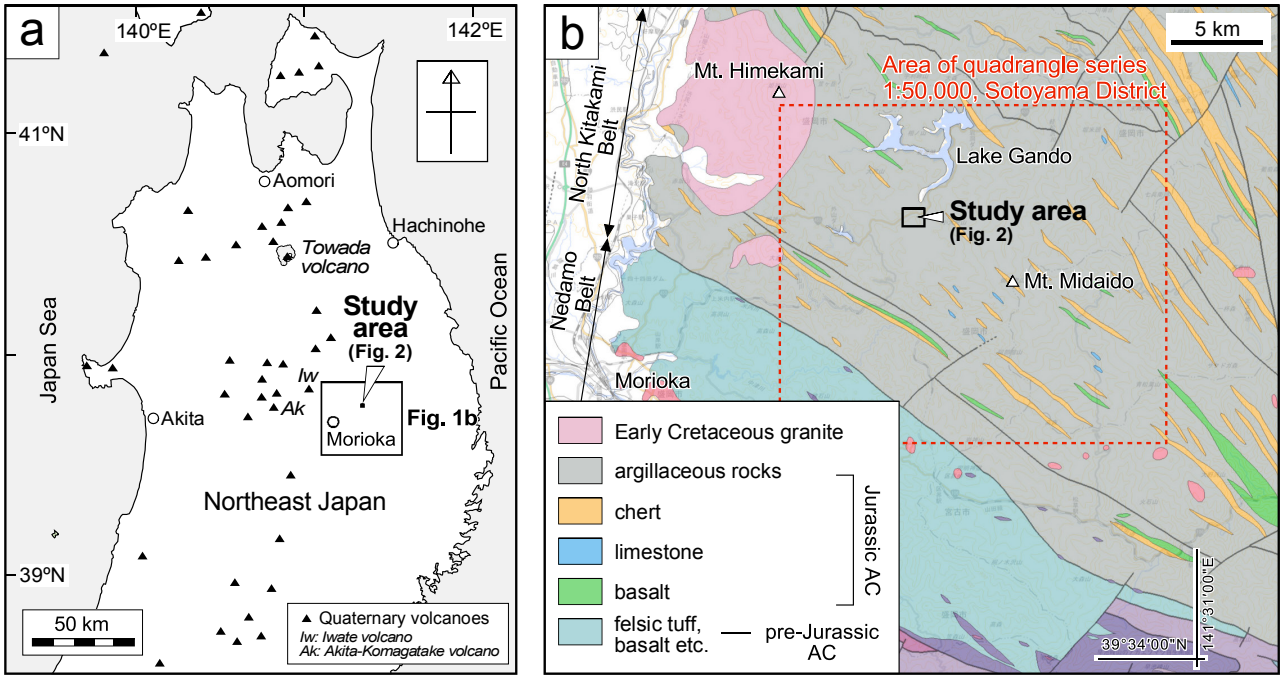 a
140°E
142°E
41°N
Aomori
Hachinohe
Towada
volcano
Study
area
(Fig. 2)
Japan Sea
Pacific Ocean
Iw
Ak
Akita
Morioka
Fig. 1b
Northeast Japan
39°N
50 km
Quaternary volcanoes
Iw: Iwate volcano
Ak: Akita-Komagatake volcano
b
5 km
Mt. Himekami
Area of quadrangle series
1:50,000, Sotoyama District
North Kitakami
Belt
Lake Gando
Study area
(Fig. 2)
Mt. Midaido
Nedamo
Belt
Morioka
Early Cretaceous granite
argillaceous rocks
chert
limestone
basalt
Jurassic AC
felsic tuff,
basalt etc.
pre-Jurassic
AC
39°34'00"N
141°31'00"E